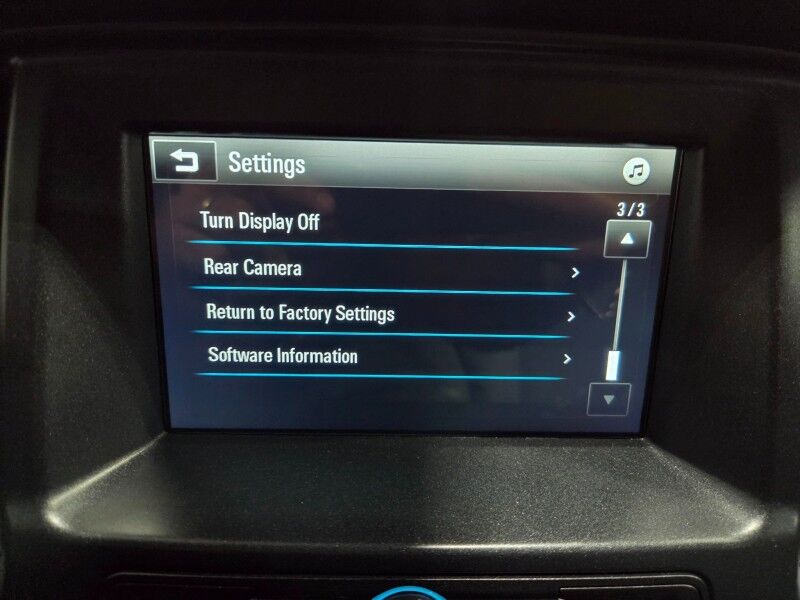 Settings
3/3
Turn Display Off
Rear Camera
Return to Factory Settings
Software Information